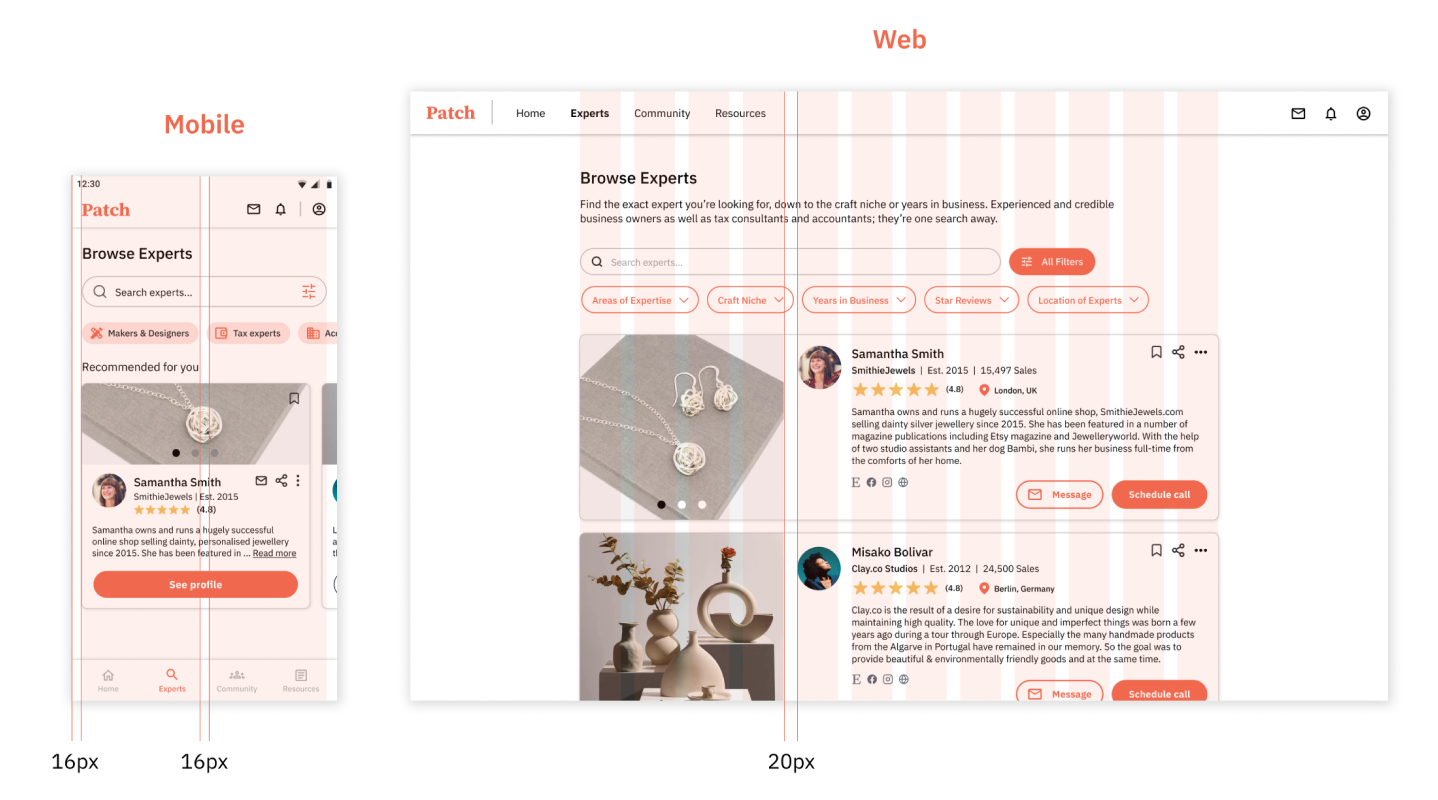 Web
Mobile
12:30
Patch
Browse Experts
Search experts...
Makers & Designers
Tax experts
Acc
Recommended for you
Samantha Smith
SmithieJewels | Est. 2015
(4.8)
Samantha owns and runs a hugely successful
online shop selling dainty, personalised jewellery
since 2015. She has been featured in ... Read more
See profile
Home
Experts
Community
Resources
16px
16px
Patch
Home
Experts
Community
Resources
Browse Experts
Find the exact expert you're looking for, down to the craft niche or years in business. Experienced and credible
business owners as well as tax consultants and accountants; they're one search away.
Search experts...
All Filters
Areas of Expertise
Craft Niche
Years in Business
Star Reviews
Location of Experts
Samantha Smith
SmithieJewels | Est. 2015 | 15,497 Sales
(4.8)
London, UK
Samantha owns and runs a hugely successful online shop, SmithieJewels.com
selling dainty silver jewellery since 2015. She has been featured in a number of
magazine publications including Etsy magazine and Jewelleryworld. With the help
of two studio assistants and her dog Bambi, she runs her business full-time from
the comforts of her home.
E
Message
Schedule call
Misako Bolivar
Clay.co Studios | Est. 2012 | 24,500 Sales
(4.8)
Berlin, Germany
Clay.co is the result of a desire for sustainability and unique design while
maintaining high quality. The love for unique and imperfect things was born a few
years ago during a tour through Europe. Especially the many handmade products
from the Algarve in Portugal have remained in our memory. So the goal was to
provide beautiful & environmentally friendly goods and at the same time.
E
Message
Schedule call
20px